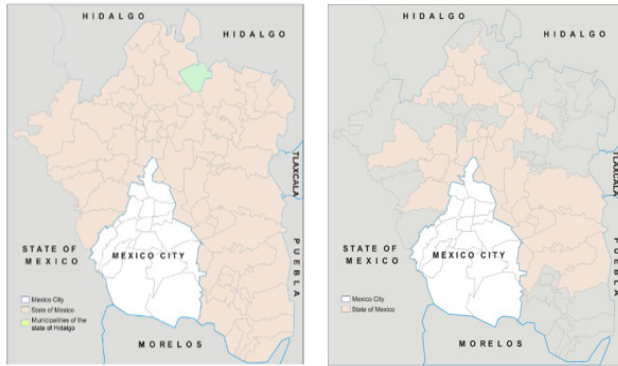 HIDALGO
HIDALGO
TLAXCALA
STATE OF
MEXICO
MEXICO CITY
PUEBLA
Mexico City
State of Mexico
Municipalities of the
state of Hidalgo
MORELOS
HIDALGO
HIDALGO
TLAXCALA
STATE OF
MEXICO
MEXICO CITY
PUEBLA
Mexico City
State of Mexico
MORELOS